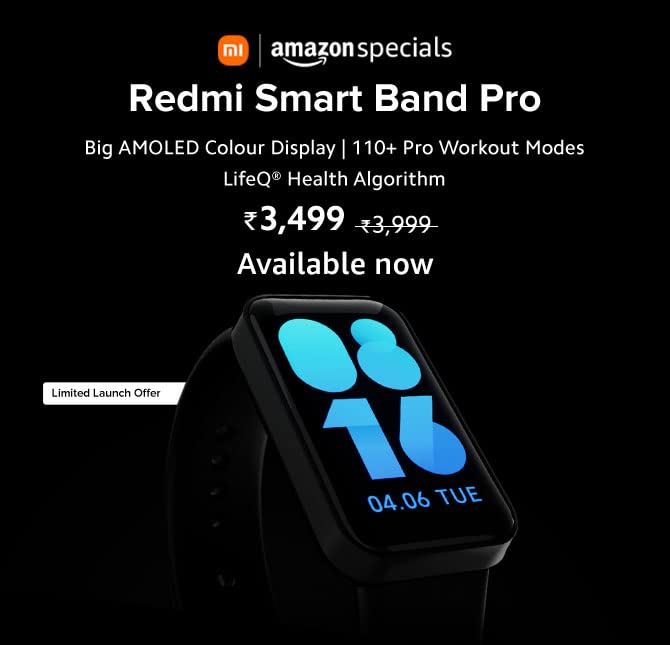 mi | amazonspecials
Redmi Smart Band Pro
Big AMOLED Colour Display | 110+ Pro Workout Modes
LifeQ® Health Algorithm
₹3,499 ₹3,999
Available now
Limited Launch Offer
08
16
04.06 TUE